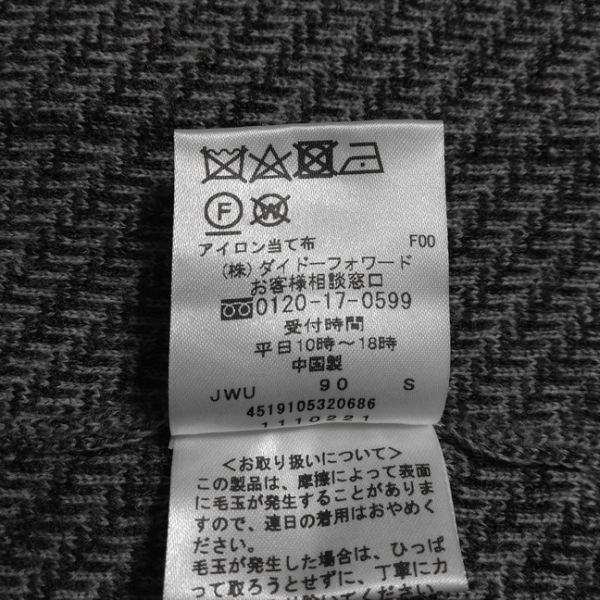 F W
アイロン当て布 F00
(株)ダイドーフォワード
お客様相談窓口
0120-17-0599
受付時間
平日10時~18時
中国製
JWU 90 S
4519105320686
1110221
<お取り扱いについて>
この製品は、摩擦によって表面
に毛玉が発生することがありま
すので、連日の着用はおやめく
ださい。
毛玉が発生した場合は、ひっぱ
って取ろうとせずに、丁寧に力